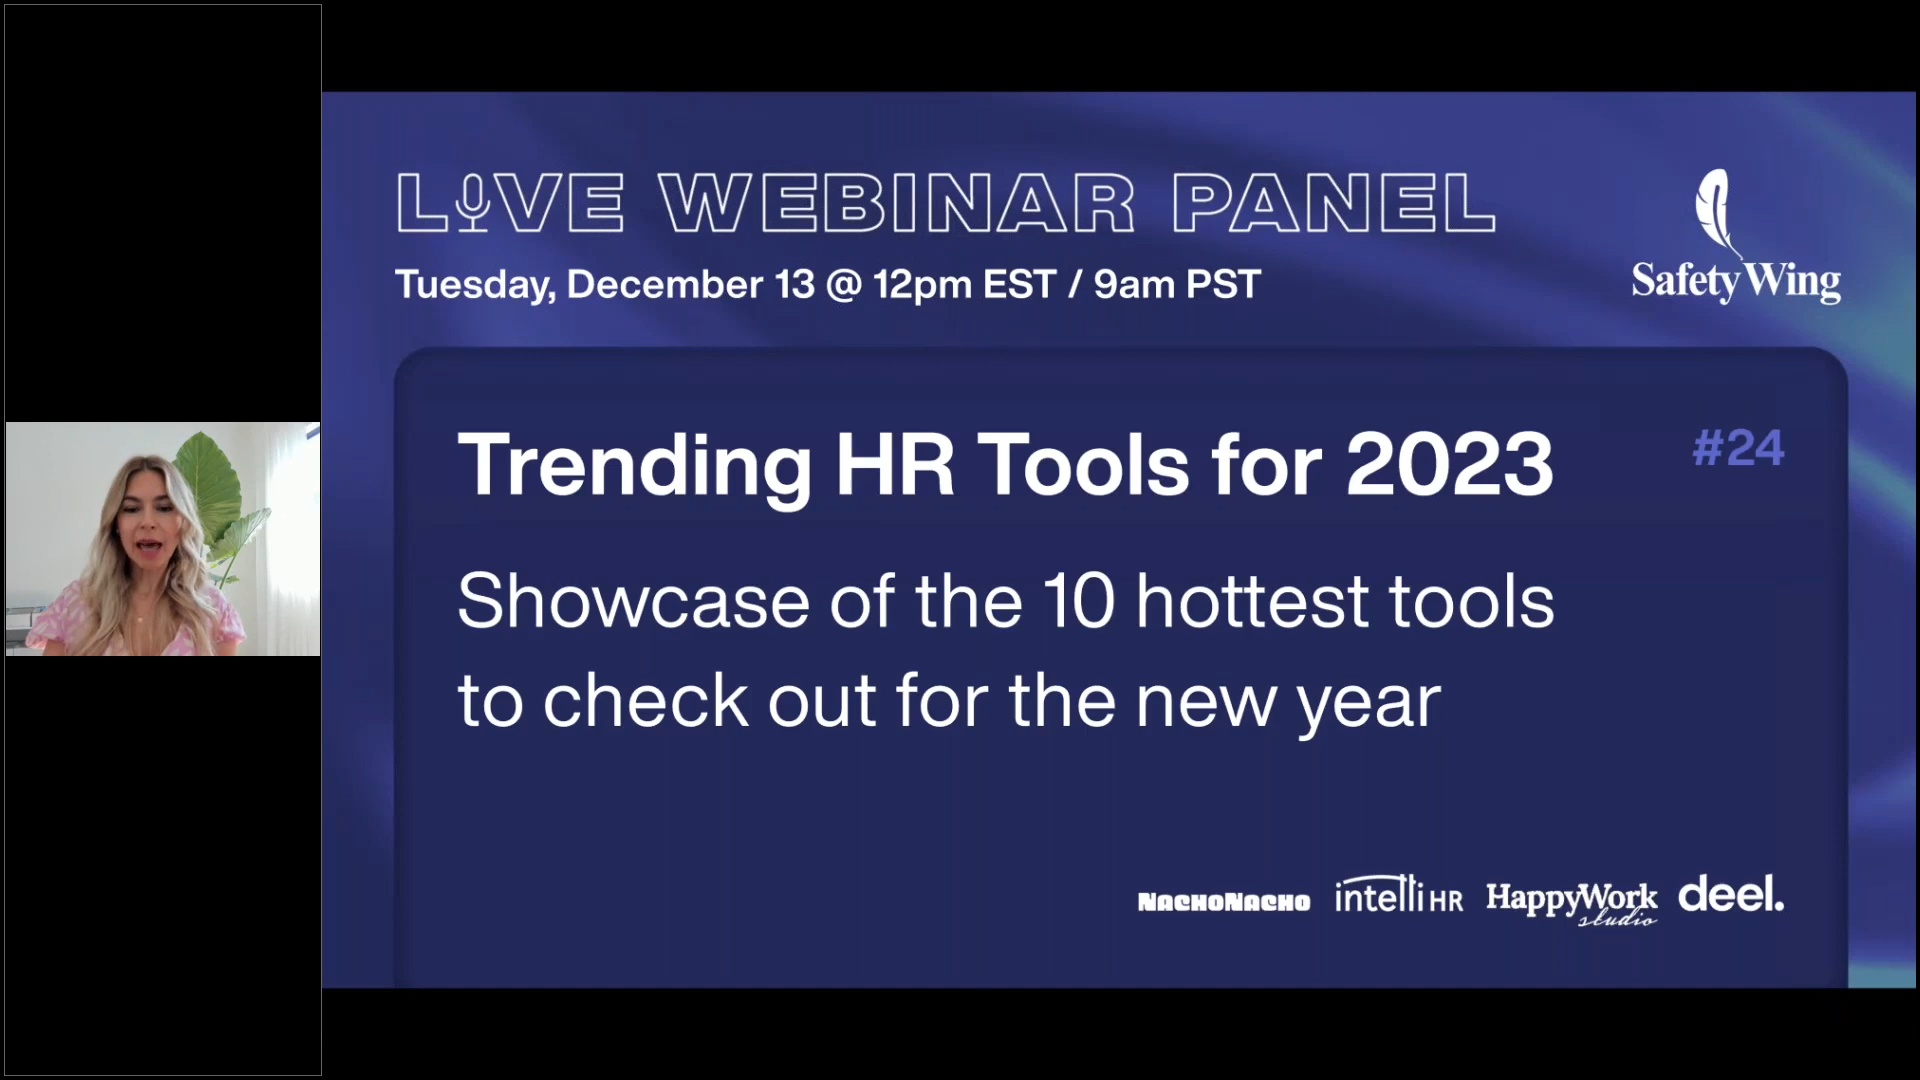 LIVE WEBINAR PANEL
Tuesday, December 13 @ 12pm EST / 9am PST
SafetyWing
Trending HR Tools for 2023
#24
Showcase of the 10 hottest tools
to check out for the new year
NACHONACHO intelliHR HappyWork studio deel.